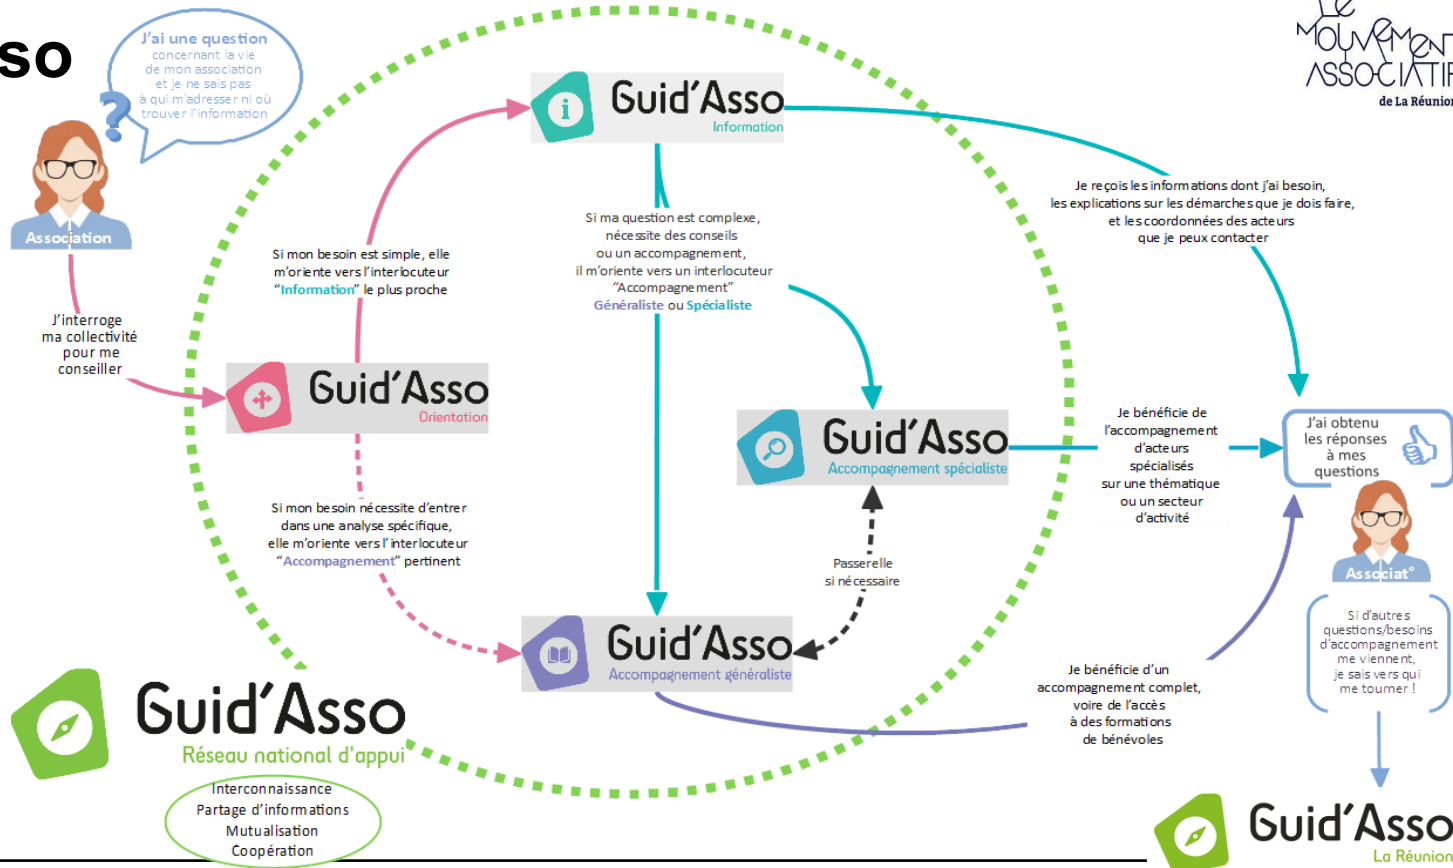 so
J'ai une question
concernant la vie
de mon association
et je ne sais pas
à qui m'adresser ni où
trouver l'information
?
Association
J'interroge
ma collectivité
pour me
conseiller
Guid'Asso
Orientation
Si mon besoin est simple, elle
m'oriente vers l'interlocuteur
“Information” le plus proche
Si mon besoin nécessite d'entrer
dans une analyse spécifique,
elle m'oriente vers l'interlocuteur
“Accompagnement” pertinent
i
Guid'Asso
Information
Si ma question est complexe,
nécessite des conseils
ou un accompagnement,
il m'oriente vers un interlocuteur
“Accompagnement”
Généraliste ou Spécialiste
Guid'Asso
Accompagnement spécialiste
Passerelle
si nécessaire
Guid'Asso
Accompagnement généraliste
Le
Mouvement
Associatif
de La Réunion
Je reçois les informations dont j'ai besoin,
les explications sur les démarches que je dois faire,
et les coordonnées des acteurs
que je peux contacter
Je bénéficie de
l'accompagnement
d'acteurs
spécialisés
sur une thématique
ou un secteur
d'activité
Je bénéficie d'un
accompagnement complet,
voire de l'accès
à des formations
de bénévoles
J'ai obtenu
les réponses
à mes
questions
Associat°
Si d'autres
questions/besoins
d'accompagnement
me viennent,
je sais vers qui
me tourner !
Guid'Asso
La Réunion
Guid'Asso
Réseau national d'appui
Interconnaissance
Partage d'informations
Mutualisation
Coopération